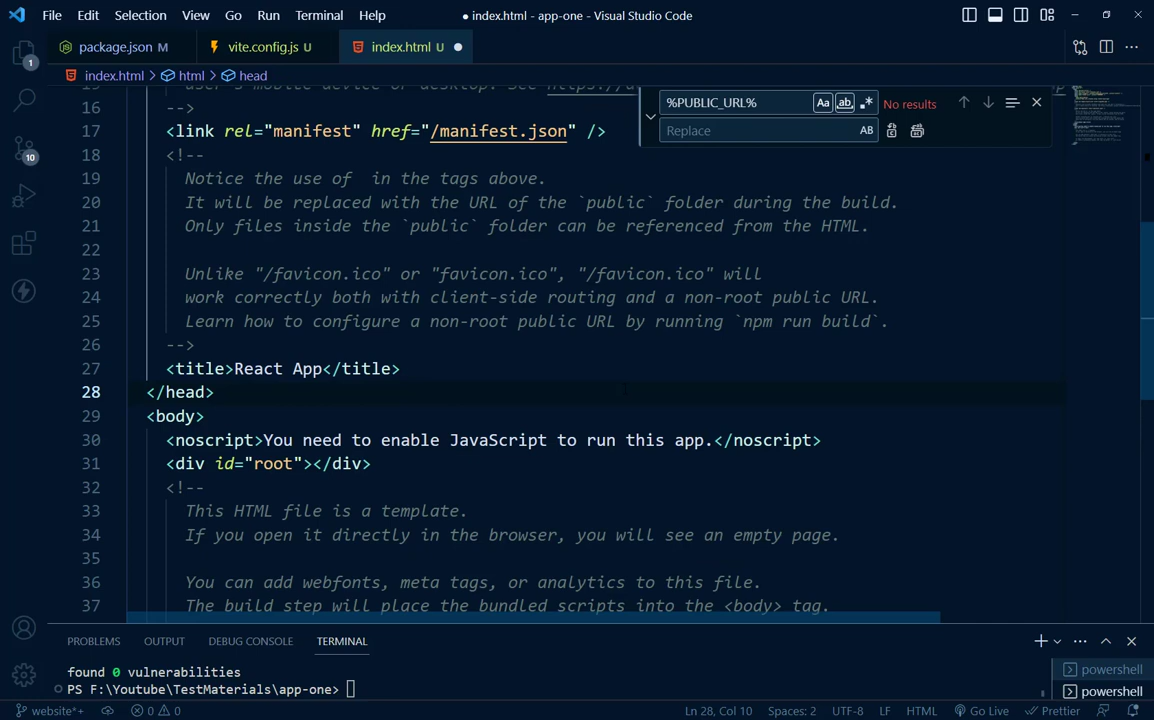 File Edit Selection View Go Run Terminal Help
● index.html - app-one - Visual Studio Code
package.json M
vite.config.js U
index.html U
index.html > html > head
1
10
%PUBLIC_URL%
Aa
ab
No results
Replace
AB
16 -->
17 <link rel="manifest" href="/manifest.json" />
18 <!--
19 Notice the use of  in the tags above.
20 It will be replaced with the URL of the `public` folder during the build.
21 Only files inside the `public` folder can be referenced from the HTML.
22
23 Unlike "/favicon.ico" or "favicon.ico", "/favicon.ico" will
24 work correctly both with client-side routing and a non-root public URL.
25 Learn how to configure a non-root public URL by running `npm run build`.
26 -->
27 <title>React App</title>
28 </head>
29 <body>
30 <noscript>You need to enable JavaScript to run this app.</noscript>
31 <div id="root"></div>
32 <!--
33 This HTML file is a template.
34 If you open it directly in the browser, you will see an empty page.
35
36 You can add webfonts, meta tags, or analytics to this file.
37 The build step will place the bundled scripts into the <body> tag.
PROBLEMS OUTPUT DEBUG CONSOLE TERMINAL
found 0 vulnerabilities
PS F:\Youtube\TestMaterials\app-one>
powershell
powershell
website*+
0 0
Ln 28, Col 10
Spaces: 2
UTF-8
LF
HTML
Go Live
Prettier